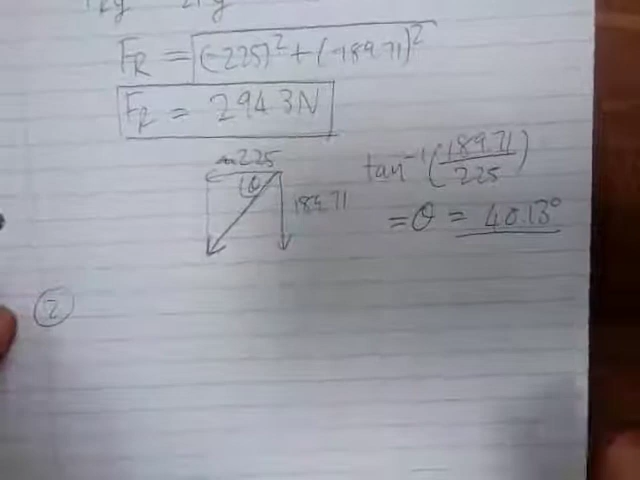 F_R = √(-225)² + (-189.71)²
F_R = 294.3N
225
θ
189.71
tan⁻¹(189.71/225)
= θ = 40.13°
②